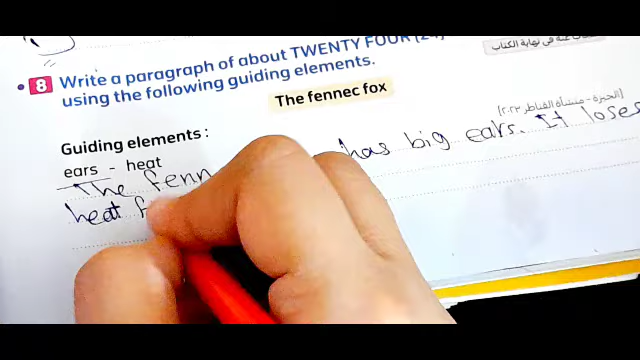 8 Write a paragraph of about TWENTY FOUR
using the following guiding elements.
The fennec fox
Guiding elements :
ears - heat
The fenn has big ears. It loses
heat f